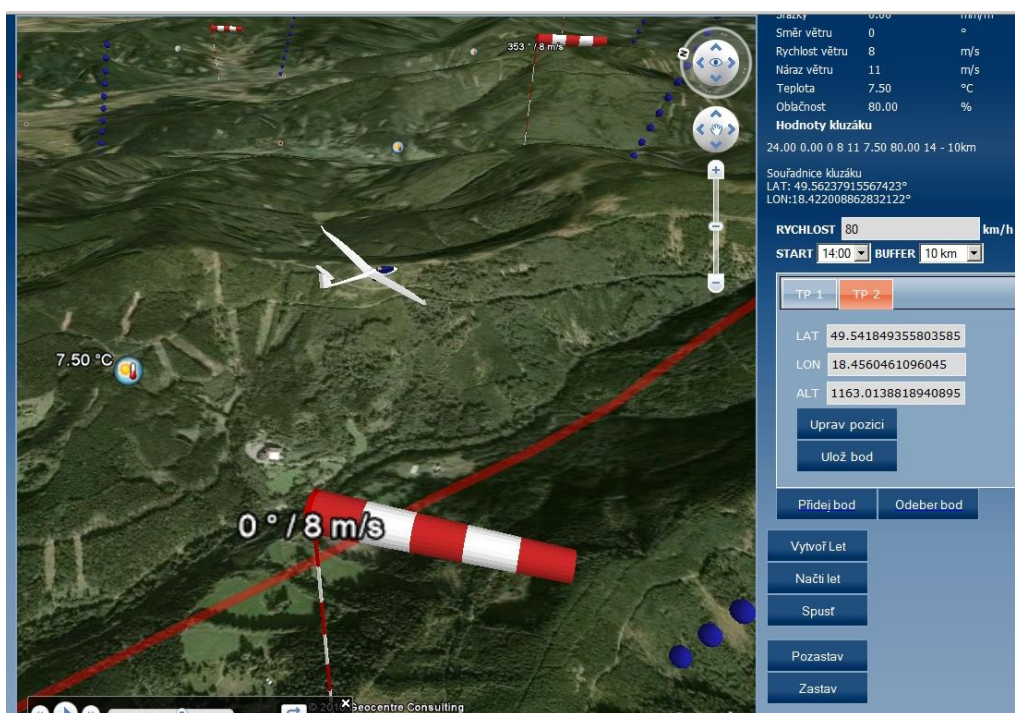 353 ° / 8 m/s
7.50 °C
0 ° / 8 m/s
Geocentre Consulting
Srážky 0.00 mm/m
Směr větru 0 °
Rychlost větru 8 m/s
Náraz větru 11 m/s
Teplota 7.50 °C
Oblačnost 80.00 %
Hodnoty kluzáku
24.00 0.00 0 8 11 7.50 80.00 14 - 10km
Souřadnice kluzáku
LAT: 49.56237915567423°
LON:18.422008862832122°
RYCHLOST 80 km/h
START 14:00 BUFFER 10 km
TP 1 TP 2
LAT 49.541849355803585
LON 18.4560461096045
ALT 1163.0138818940895
Uprav pozici
Ulož bod
Přidej bod Odeber bod
Vytvoř Let
Načti let
Spusť
Pozastav
Zastav